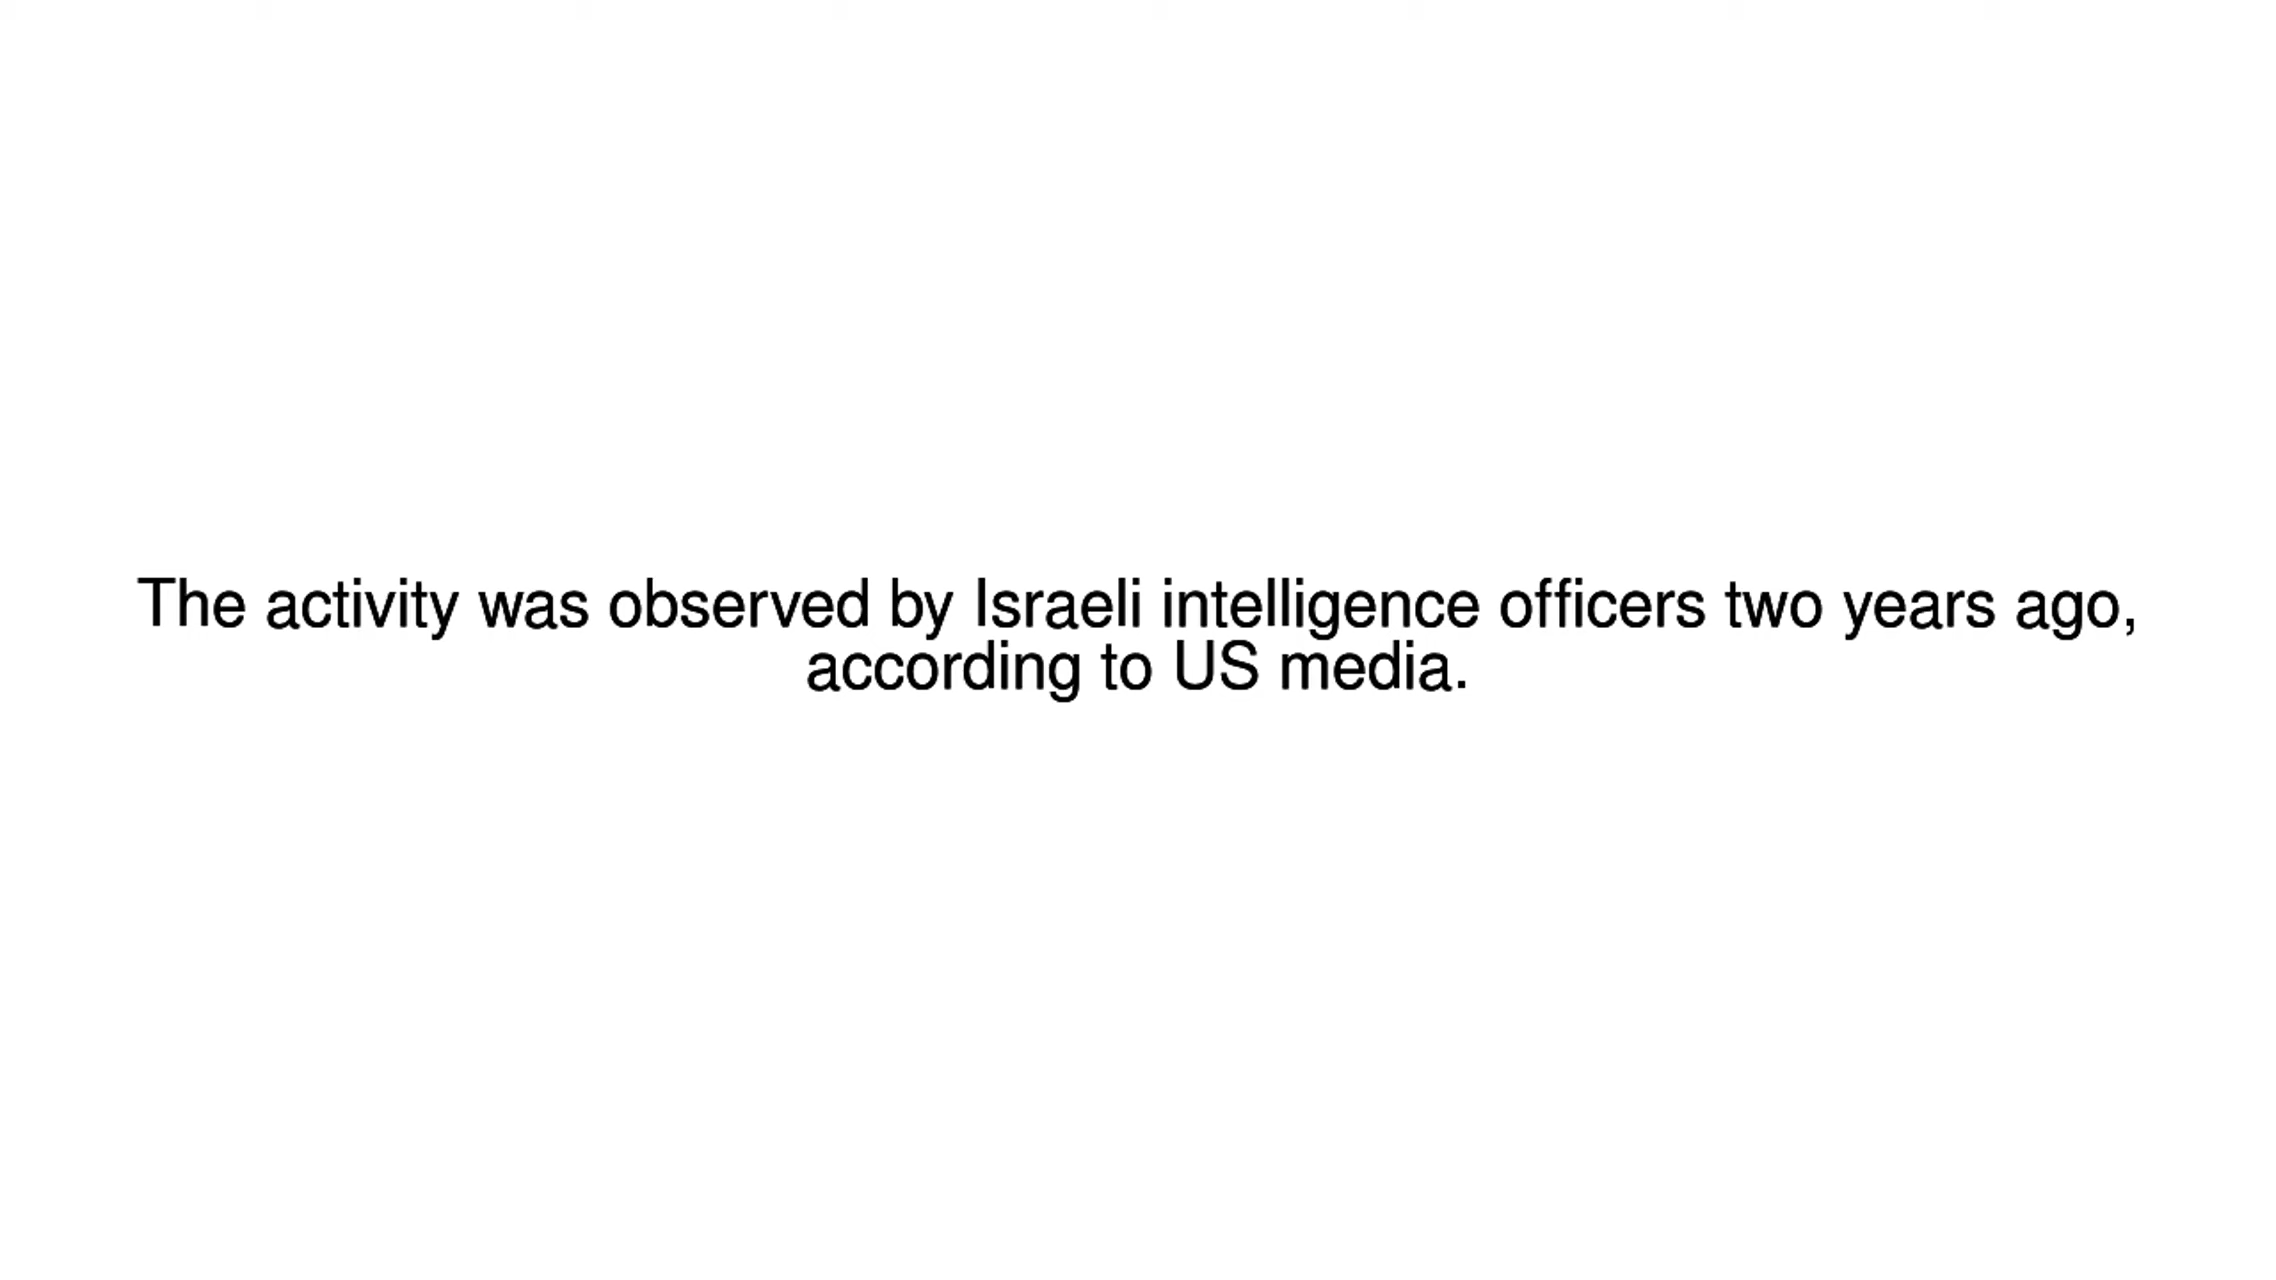 The activity was observed by Israeli intelligence officers two years ago,
according to US media.